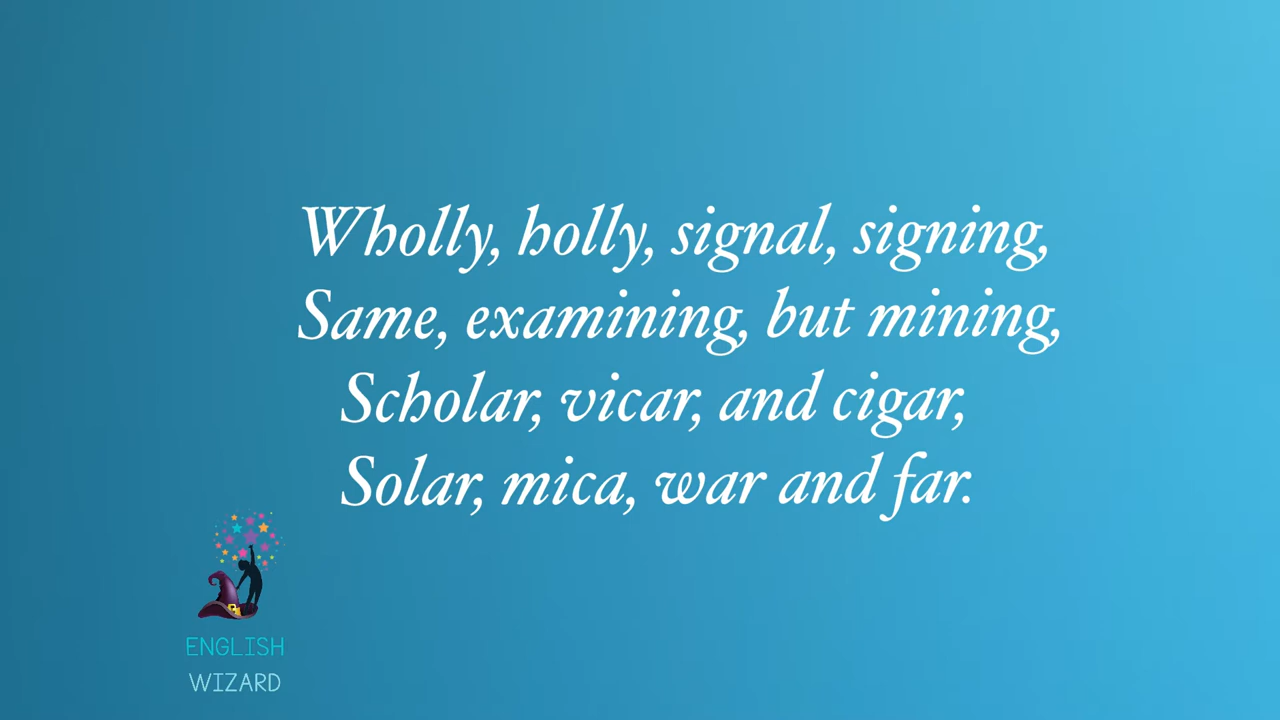 Wholly, holly, signal, signing,
Same, examining, but mining,
Scholar, vicar, and cigar,
Solar, mica, war and far.
ENGLISH
WIZARD